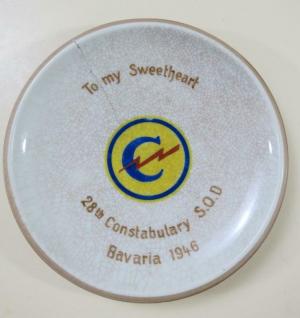 To my Sweetheart
C
28th Constabulary S.Q.D
Bavaria 1946